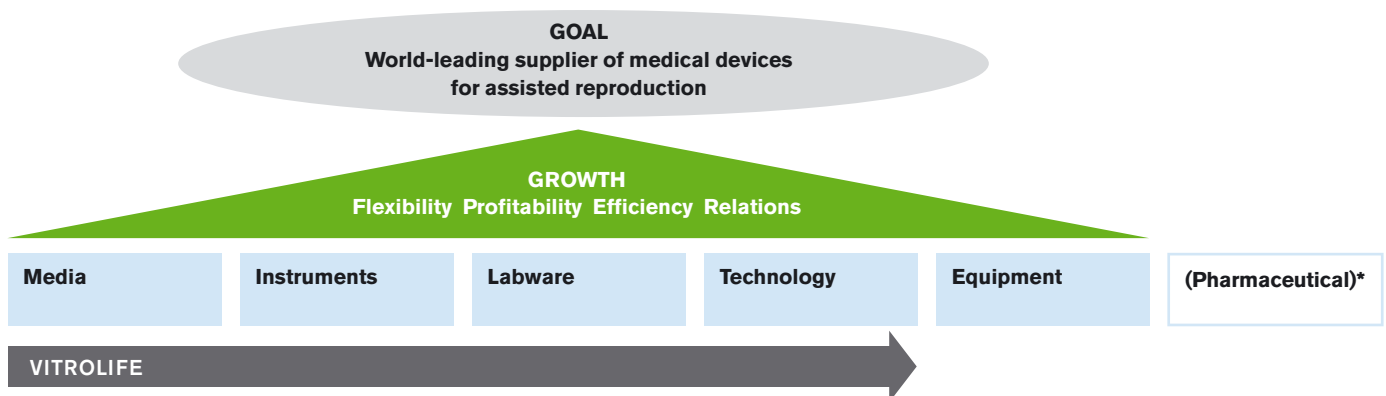 GOAL
World-leading supplier of medical devices
for assisted reproduction
GROWTH
Flexibility Profitability Efficiency Relations
Media
Instruments
Labware
Technology
Equipment
(Pharmaceutical)*
VITROLIFE